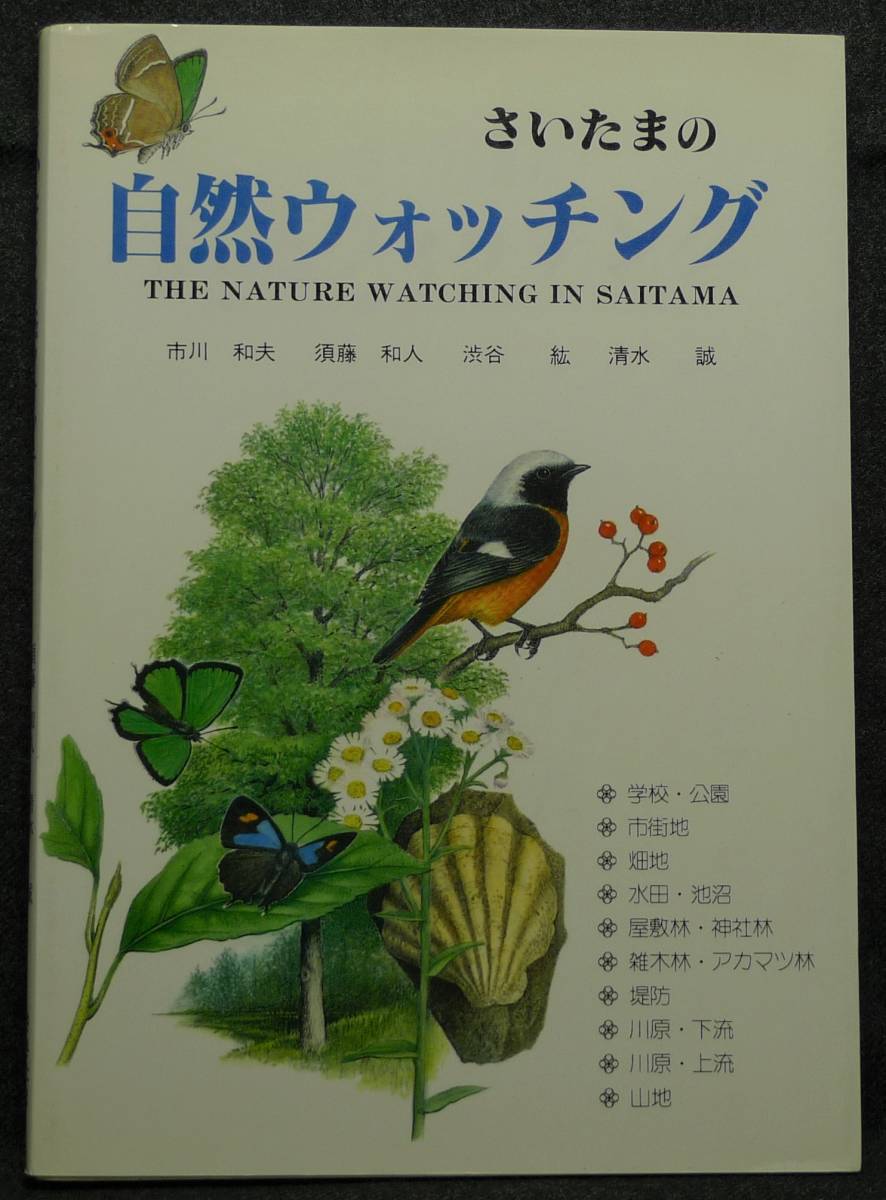 さいたまの
自然ウォッチング
THE NATURE WATCHING IN SAITAMA
市川 和夫 須藤 和人 渋谷 紘 清水 誠
学校・公園
市街地
畑地
水田・池沼
屋敷林・神社林
雑木林・アカマツ林
堤防
川原・下流
川原・上流
山地